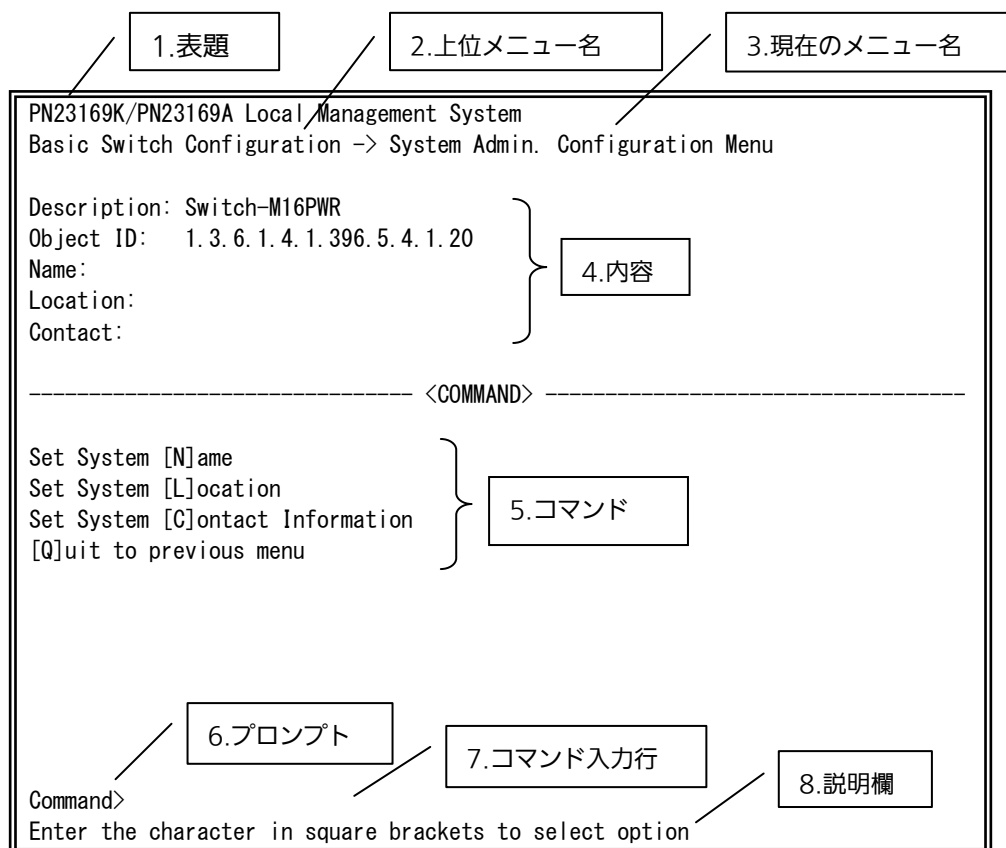 1.表題
2.上位メニュー名
3.現在のメニュー名
PN23169K/PN23169A Local Management System
Basic Switch Configuration -> System Admin. Configuration Menu
Description: Switch-M16PWR
Object ID: 1.3.6.1.4.1.396.5.4.1.20
Name:
Location:
Contact:
4.内容
-------------------------------- <COMMAND> -----------------------------------
Set System [N]ame
Set System [L]ocation
Set System [C]ontact Information
[Q]uit to previous menu
5.コマンド
6.プロンプト
7.コマンド入力行
8.説明欄
Command>
Enter the character in square brackets to select option